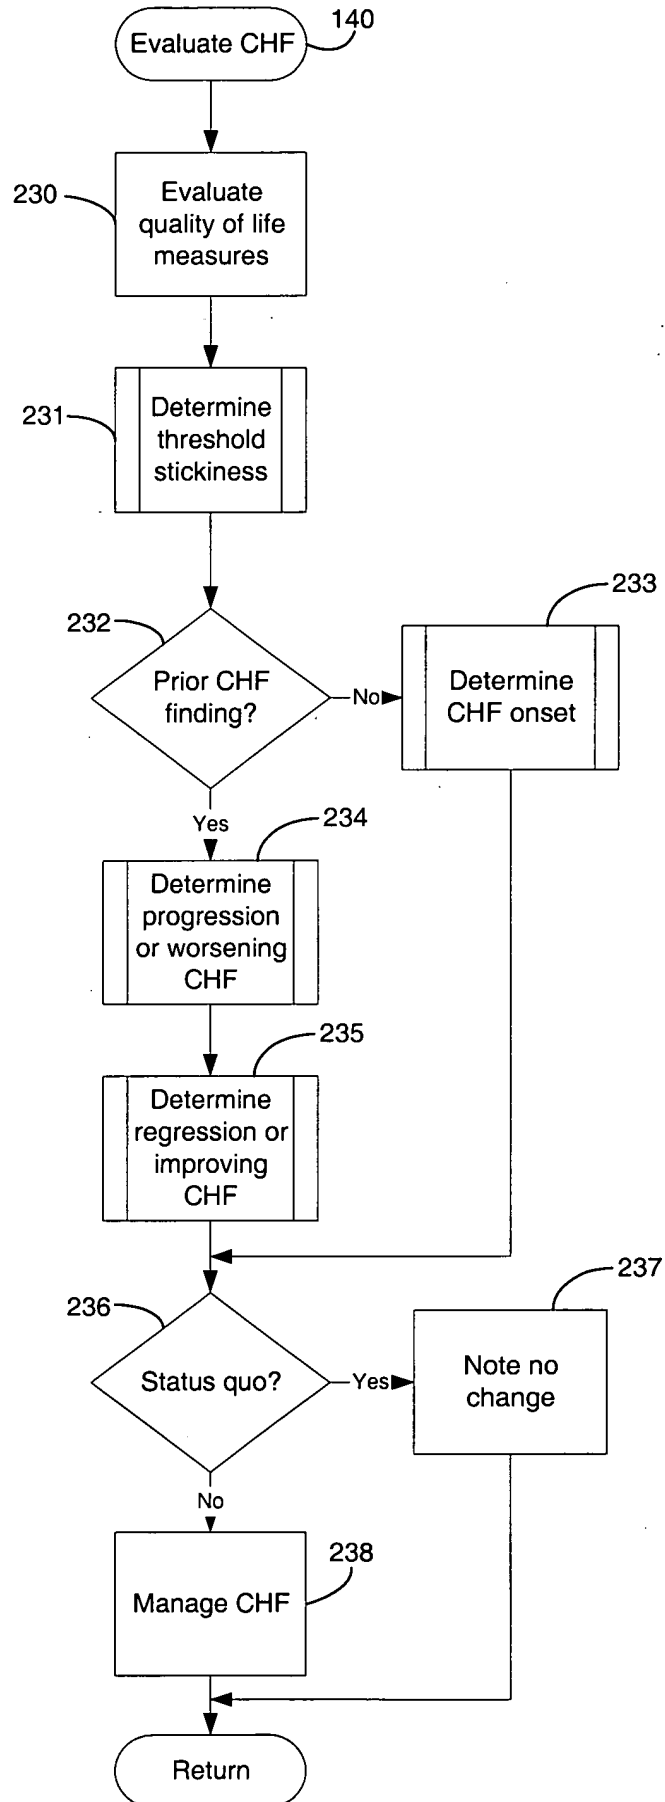 Evaluate CHF
140
230
Evaluate
quality of life
measures
231
Determine
threshold
stickiness
232
Prior CHF
finding?
No
233
Determine
CHF onset
Yes
234
Determine
progression
or worsening
CHF
235
Determine
regression or
improving
CHF
236
Status quo?
Yes
237
Note no
change
No
238
Manage CHF
Return